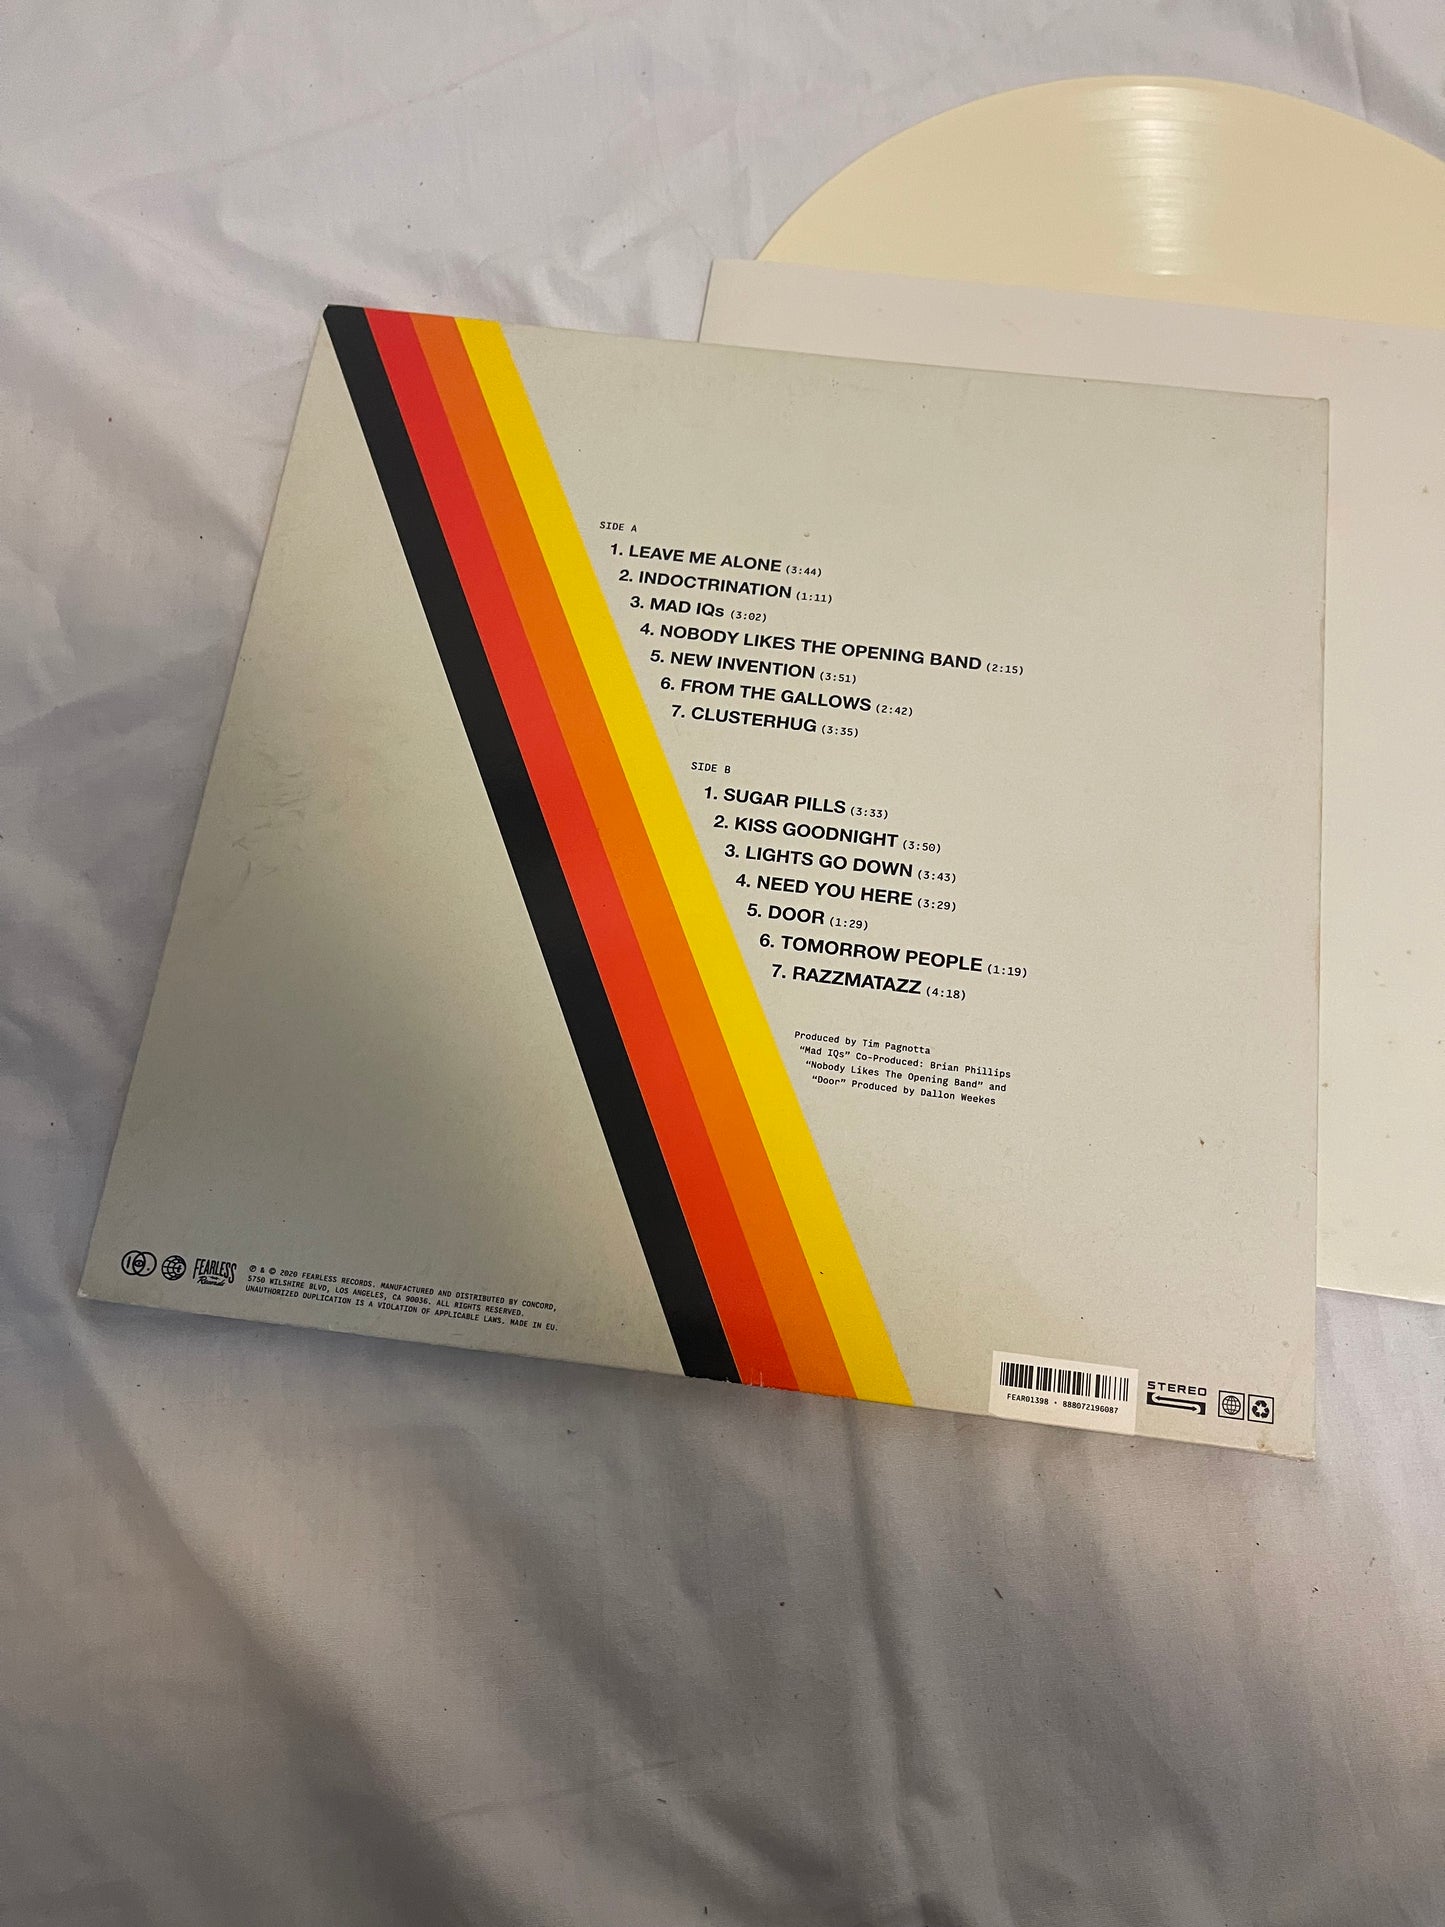 SIDE A
1. LEAVE ME ALONE (3:44)
2. INDOCTRINATION (1:11)
3. MAD IQs (3:02)
4. NOBODY LIKES THE OPENING BAND (2:15)
5. NEW INVENTION (3:51)
6. FROM THE GALLOWS (2:42)
7. CLUSTERHUG (3:35)
SIDE B
1. SUGAR PILLS (3:33)
2. KISS GOODNIGHT (3:50)
3. LIGHTS GO DOWN (3:43)
4. NEED YOU HERE (3:29)
5. DOOR (1:29)
6. TOMORROW PEOPLE (1:19)
7. RAZZMATAZZ (4:18)
Produced by Tim Pagnotta
“Mad IQs” Co-Produced: Brian Phillips
“Nobody Likes The Opening Band” and
“Door” Produced by Dallon Weekes
FEARLESS
Records
℗ & © 2020 FEARLESS RECORDS. MANUFACTURED AND DISTRIBUTED BY CONCORD,
5750 WILSHIRE BLVD, LOS ANGELES, CA 90036. ALL RIGHTS RESERVED.
UNAUTHORIZED DUPLICATION IS A VIOLATION OF APPLICABLE LAWS. MADE IN EU.
FEAR01398 • 888072196087
STEREO